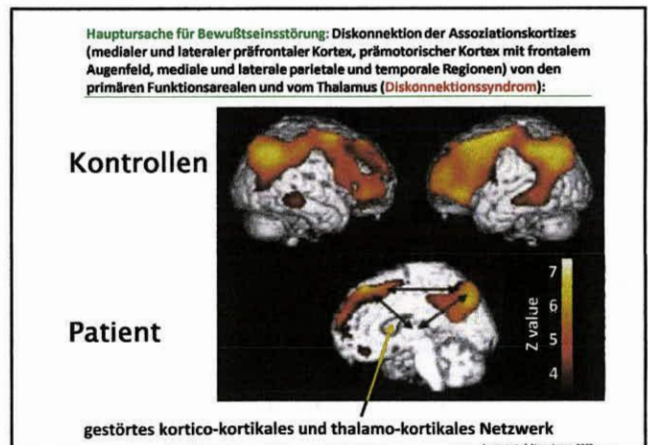 Hauptursache für Bewußtseinsstörung: Diskonnektion der Assoziationskortizes
(medialer und lateraler präfrontaler Kortex, prämotorischer Kortex mit frontalem
Augenfeld, mediale und laterale parietale und temporale Regionen) von den
primären Funktionsarealen und vom Thalamus (Diskonnektionssyndrom):
Kontrollen
Patient
7
6
5
4
Z value
gestörtes kortico-kortikales und thalamo-kortikales Netzwerk